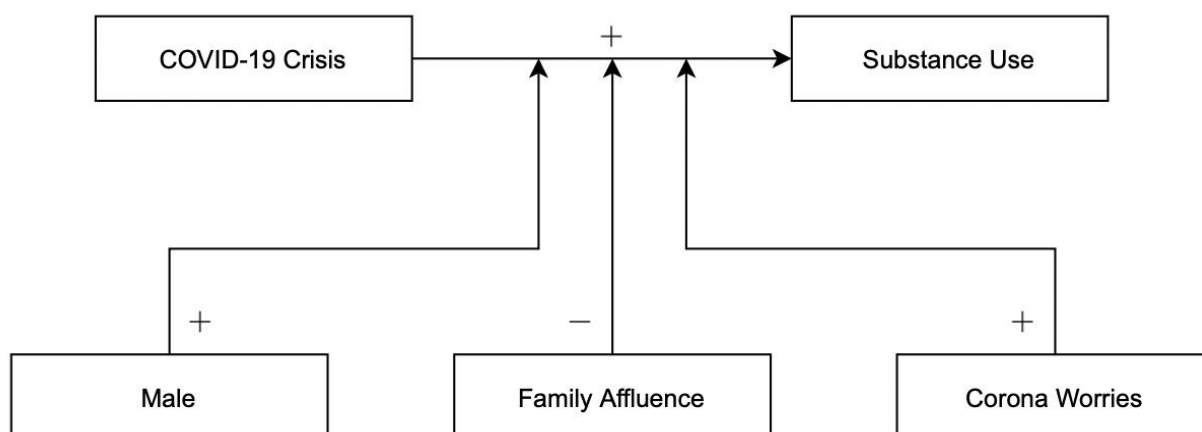 +
COVID-19 Crisis
Substance Use
+
−
+
Male
Family Affluence
Corona Worries